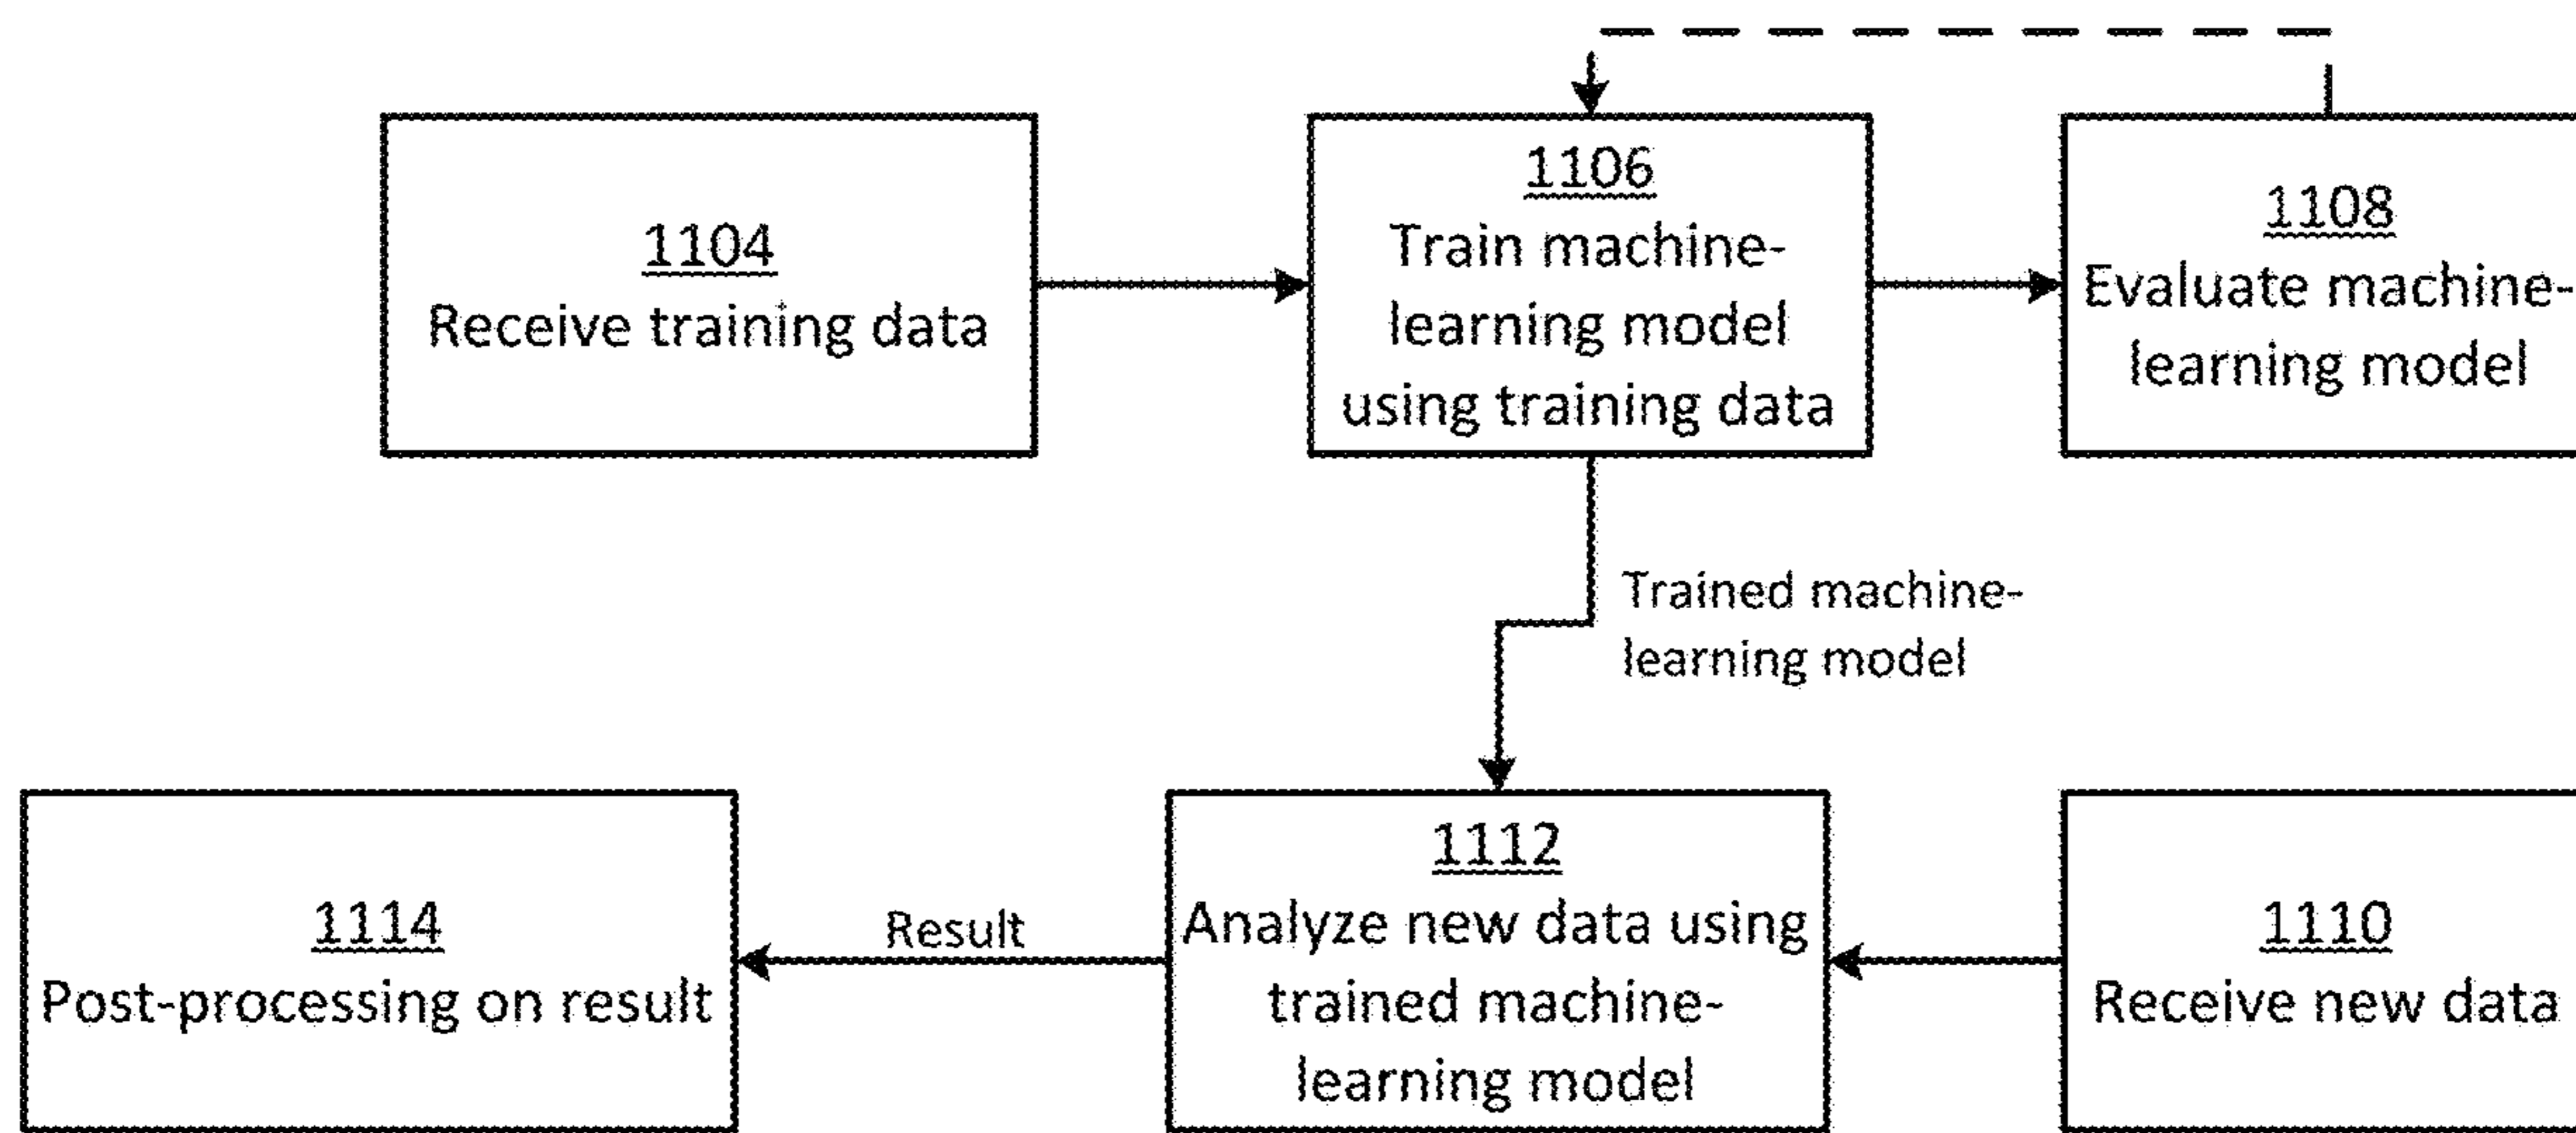 1104
Receive training data
1106
Train machine-
learning model
using training data
1108
Evaluate machine-
learning model
Trained machine-
learning model
1114
Post-processing on result
Result
1112
Analyze new data using
trained machine-
learning model
1110
Receive new data